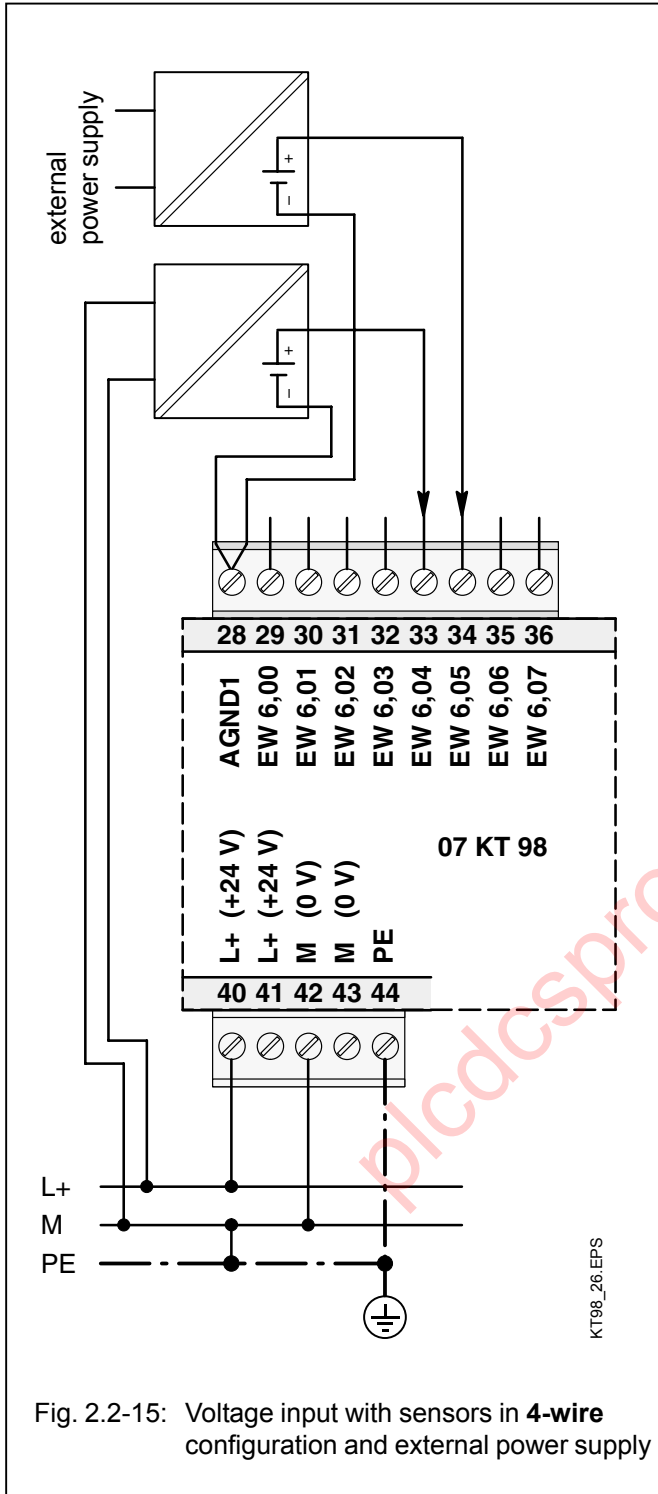 external
power supply
+
–
+
–
28 29 30 31 32 33 34 35 36
AGND1
EW 6,00
EW 6,01
EW 6,02
EW 6,03
EW 6,04
EW 6,05
EW 6,06
EW 6,07
07 KT 98
L+ (+24 V)
L+ (+24 V)
M (0 V)
M (0 V)
PE
40 41 42 43 44
L+
M
PE
KT98_26.EPS
plcdcspro
Fig. 2.2-15: Voltage input with sensors in 4-wire
configuration and external power supply